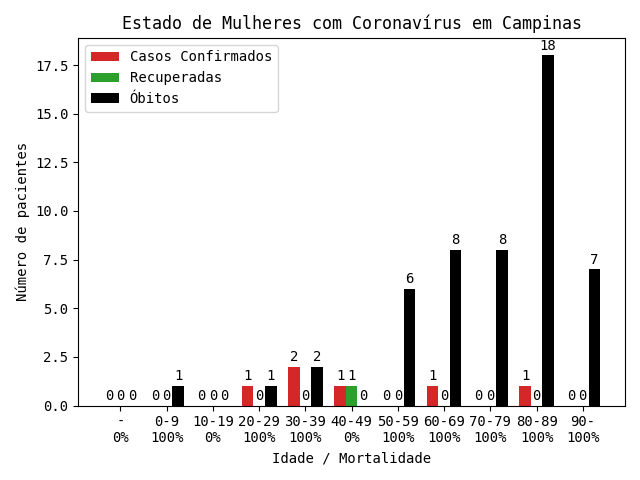 Estado de Mulheres com Coronavírus em Campinas
Casos Confirmados
Recuperadas
Óbitos
Número de pacientes
17.5
15.0
12.5
10.0
7.5
5.0
2.5
0.0
0 0 0
0 0 1
0 0 0
1 0 1
2 0 2
1 1 0
0 0 6
1 0 8
0 0 8
1 0 18
0 0 7
- 0-9 10-19 20-29 30-39 40-49 50-59 60-69 70-79 80-89 90-
0% 100% 0% 100% 100% 0% 100% 100% 100% 100% 100%
Idade / Mortalidade